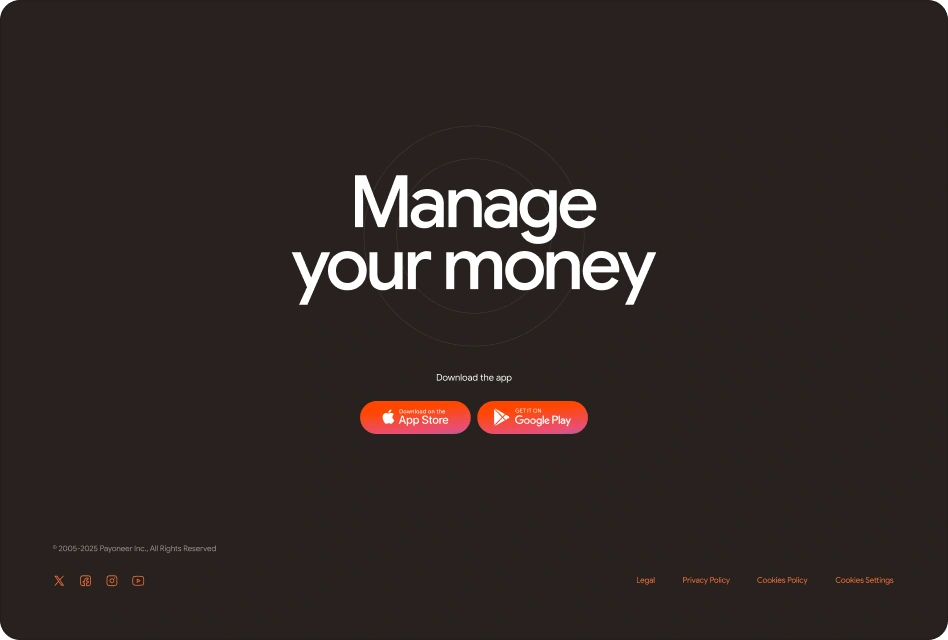 Manage
your money
Download the app
Download on the
App Store
GET IT ON
Google Play
© 2005-2025 Payoneer Inc., All Rights Reserved
Legal Privacy Policy Cookies Policy Cookies Settings